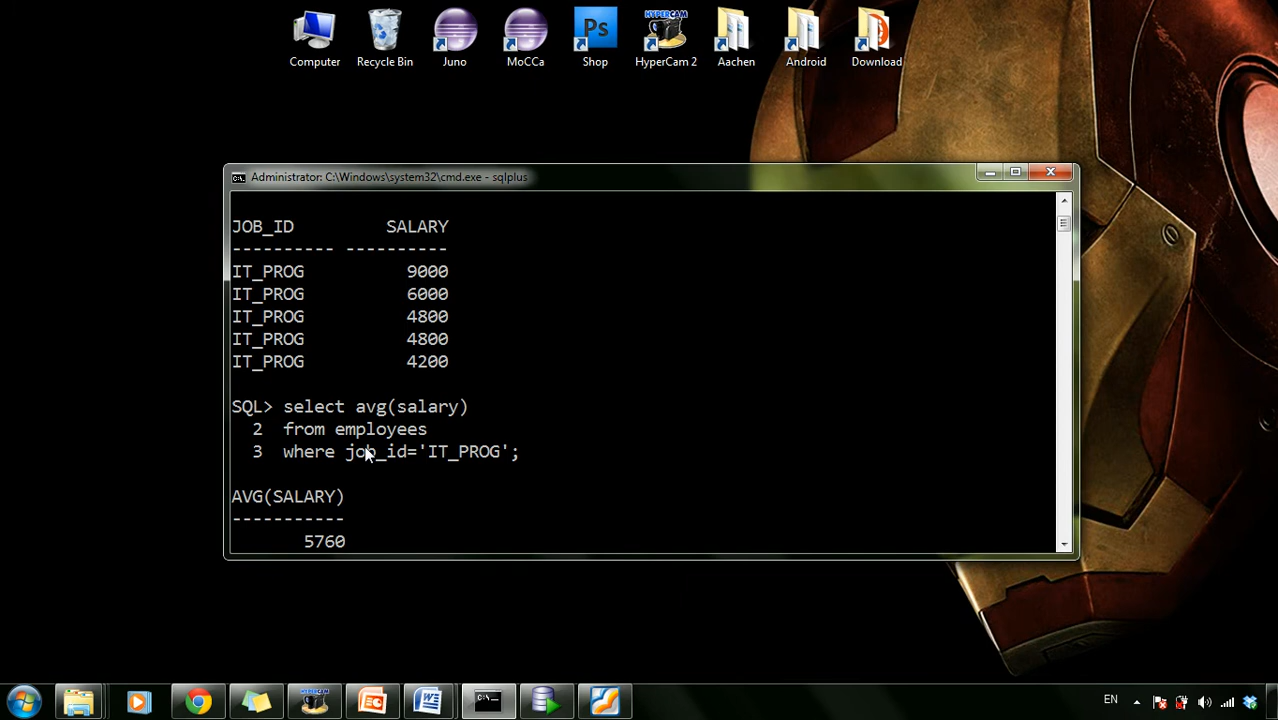 Computer
Recycle Bin
Juno
MoCCa
Ps
Shop
HYPERCAM
HyperCam 2
Aachen
Android
Download
Administrator: C:\Windows\system32\cmd.exe - sqlplus
JOB_ID SALARY
---------- ----------
IT_PROG 9000
IT_PROG 6000
IT_PROG 4800
IT_PROG 4800
IT_PROG 4200
SQL> select avg(salary)
2 from employees
3 where job_id='IT_PROG';
AVG(SALARY)
-----------
5760
EN